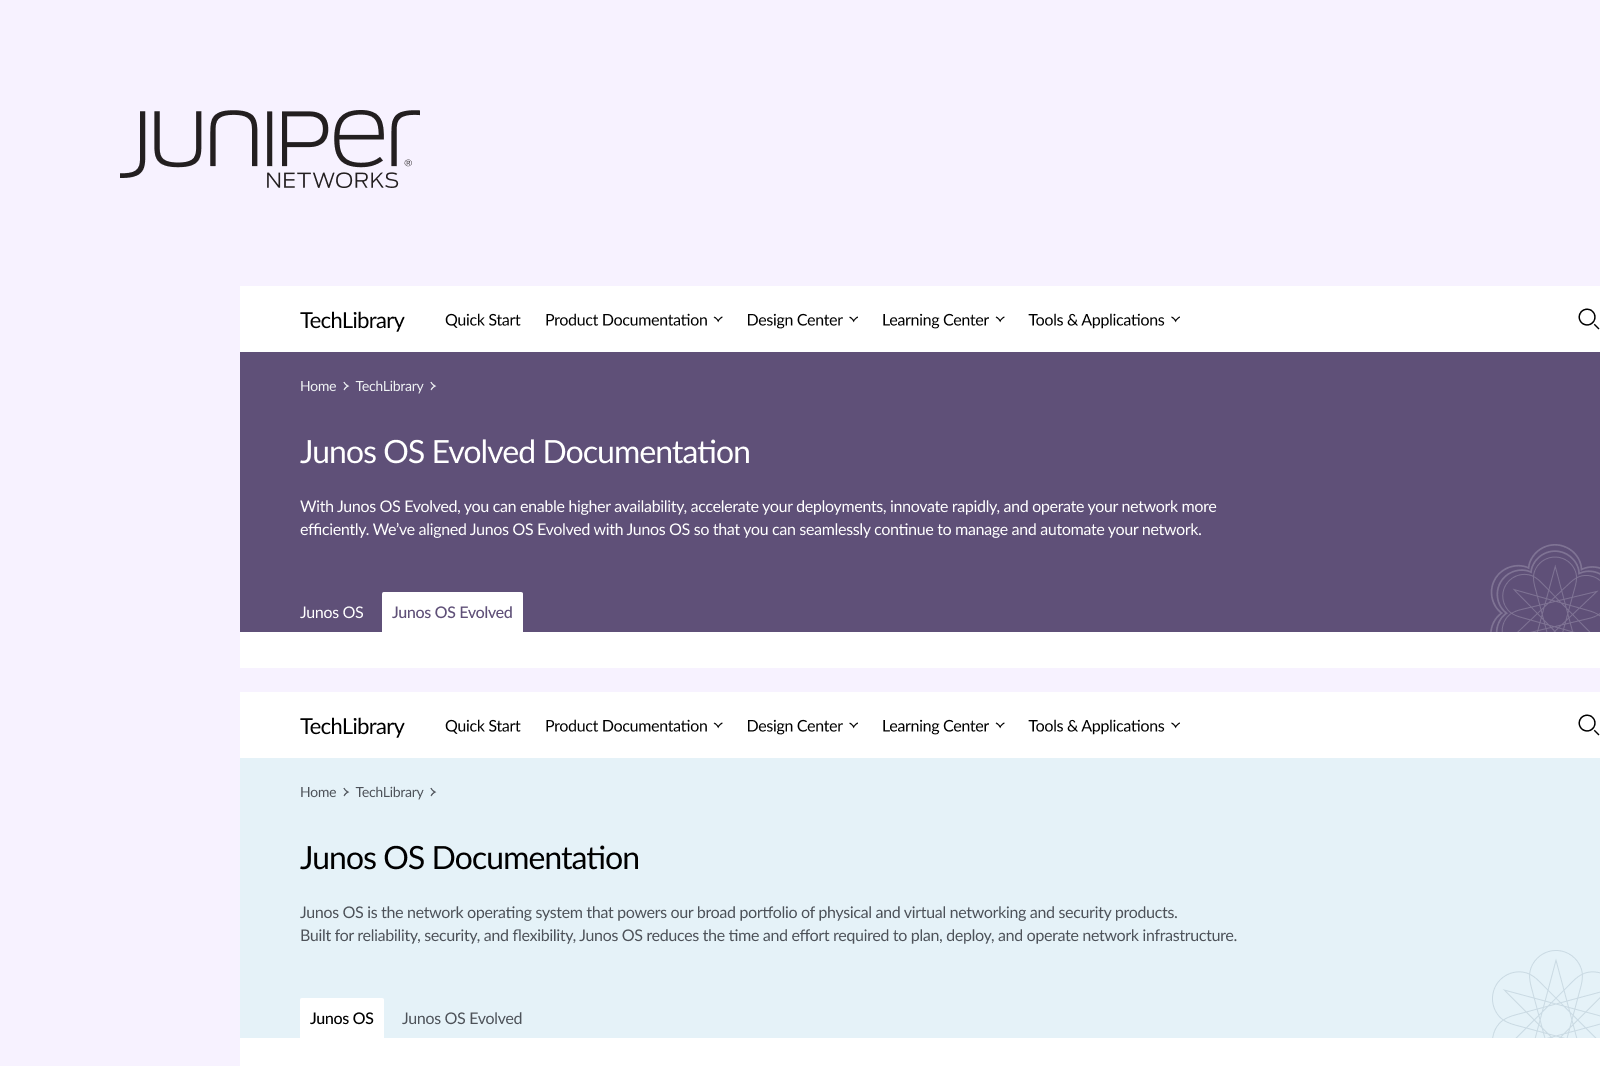 JUNIPEr
NETWORKS®
TechLibrary Quick Start Product Documentation Design Center Learning Center Tools & Applications
Home > TechLibrary >
Junos OS Evolved Documentation
With Junos OS Evolved, you can enable higher availability, accelerate your deployments, innovate rapidly, and operate your network more
efficiently. We’ve aligned Junos OS Evolved with Junos OS so that you can seamlessly continue to manage and automate your network.
Junos OS Junos OS Evolved
TechLibrary Quick Start Product Documentation Design Center Learning Center Tools & Applications
Home > TechLibrary >
Junos OS Documentation
Junos OS is the network operating system that powers our broad portfolio of physical and virtual networking and security products.
Built for reliability, security, and flexibility, Junos OS reduces the time and effort required to plan, deploy, and operate network infrastructure.
Junos OS Junos OS Evolved